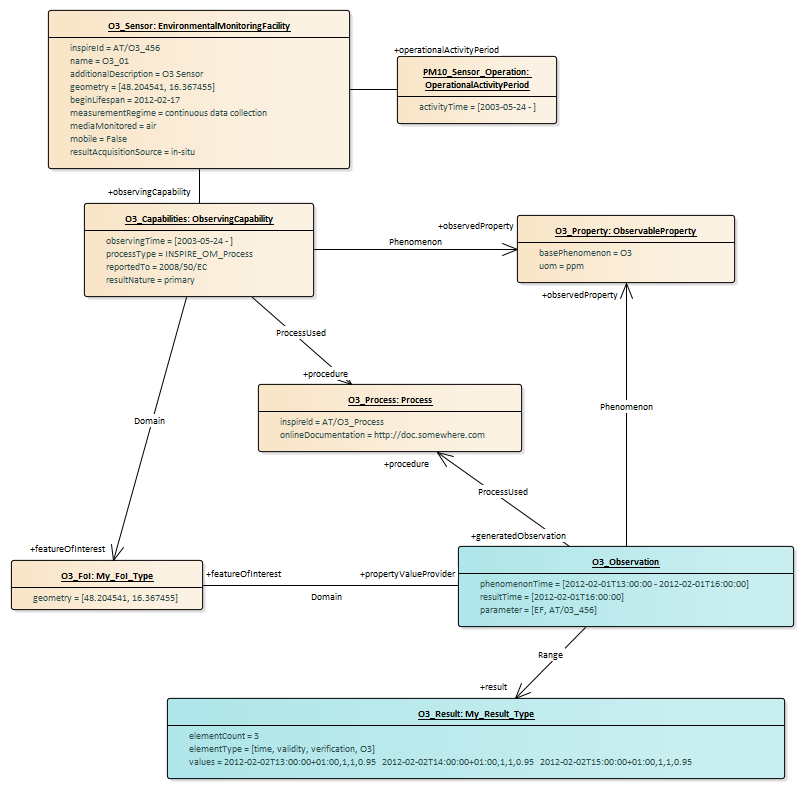 O3_Sensor: EnvironmentalMonitoringFacility
inspireId = AT/O3_456
name = O3_01
additionalDescription = O3 Sensor
geometry = [48.204541, 16.367455]
beginLifespan = 2012-02-17
measurementRegime = continuous data collection
mediaMonitored = air
mobile = False
resultAcquisitionSource = in-situ
+operationalActivityPeriod
PM10_Sensor_Operation:
OperationalActivityPeriod
activityTime = [2003-05-24 - ]
+observingCapability
O3_Capabilities: ObservingCapability
observingTime = [2003-05-24 - ]
processType = INSPIRE_OM_Process
reportedTo = 2008/50/EC
resultNature = primary
+observedProperty
Phenomenon
O3_Property: ObservableProperty
basePhenomenon = O3
uom = ppm
+observedProperty
ProcessUsed
+procedure
O3_Process: Process
inspireId = AT/O3_Process
onlineDocumentation = http://doc.somewhere.com
Phenomenon
Domain
+procedure
ProcessUsed
+generatedObservation
+featureOfInterest
O3_FoI: My_FoI_Type
geometry = [48.204541, 16.367455]
+featureOfInterest
+propertyValueProvider
Domain
O3_Observation
phenomenonTime = [2012-02-01T13:00:00 - 2012-02-01T16:00:00]
resultTime = [2012-02-01T16:00:00]
parameter = [EF, AT/03_456]
Range
+result
O3_Result: My_Result_Type
elementCount = 3
elementType = [time, validity, verification, O3]
values = 2012-02-02T13:00:00+01:00,1,1,0.95 2012-02-02T14:00:00+01:00,1,1,0.95 2012-02-02T15:00:00+01:00,1,1,0.95